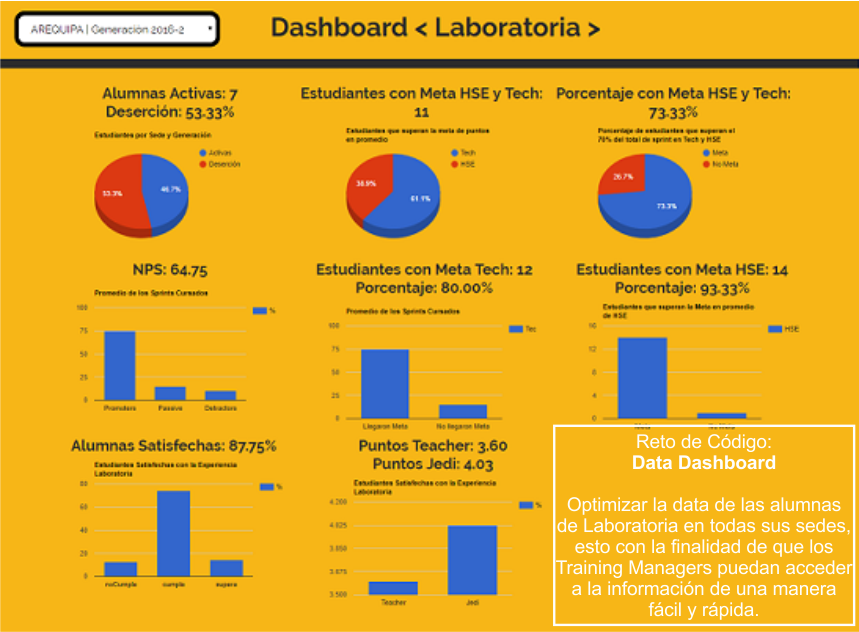 AREQUIPA | Generación 2016-2
Dashboard < Laboratoria >
Alumnas Activas: 7
Deserción: 53.33%
Estudiantes por Sede y Generación
Activas
Deserción
53.3%
46.7%
Estudiantes con Meta HSE y Tech:
11
Estudiantes que superan la meta de puntos
en promedio
Tech
HSE
38.9%
61.1%
Porcentaje con Meta HSE y Tech:
73.33%
Porcentaje de estudiantes que superan el
70% del total de sprint en Tech y HSE
Meta
No Meta
26.7%
73.3%
NPS: 64.75
Promedio de los Sprints Cursados
%
100
75
50
25
0
Promoters
Passive
Detractors
Estudiantes con Meta Tech: 12
Porcentaje: 80.00%
Promedio de los Sprints Cursados
Tec
100
75
50
25
0
Llegaron Meta
No llegaron Meta
Estudiantes con Meta HSE: 14
Porcentaje: 93.33%
Estudiantes que superan la Meta en promedio
de HSE
HSE
16
12
8
4
0
Alumnas Satisfechas: 87.75%
Estudiantes Satisfechas con la Experiencia
Laboratoria
%
80
60
40
20
0
noCumple
cumple
supera
Puntos Teacher: 3.60
Puntos Jedi: 4.03
Estudiantes Satisfechas con la Experiencia
Laboratoria
%
4.200
4.025
3.850
3.675
3.500
Teacher
Jedi
Reto de Código:
Data Dashboard
Optimizar la data de las alumnas
de Laboratoria en todas sus sedes,
esto con la finalidad de que los
Training Managers puedan acceder
a la información de una manera
fácil y rápida.